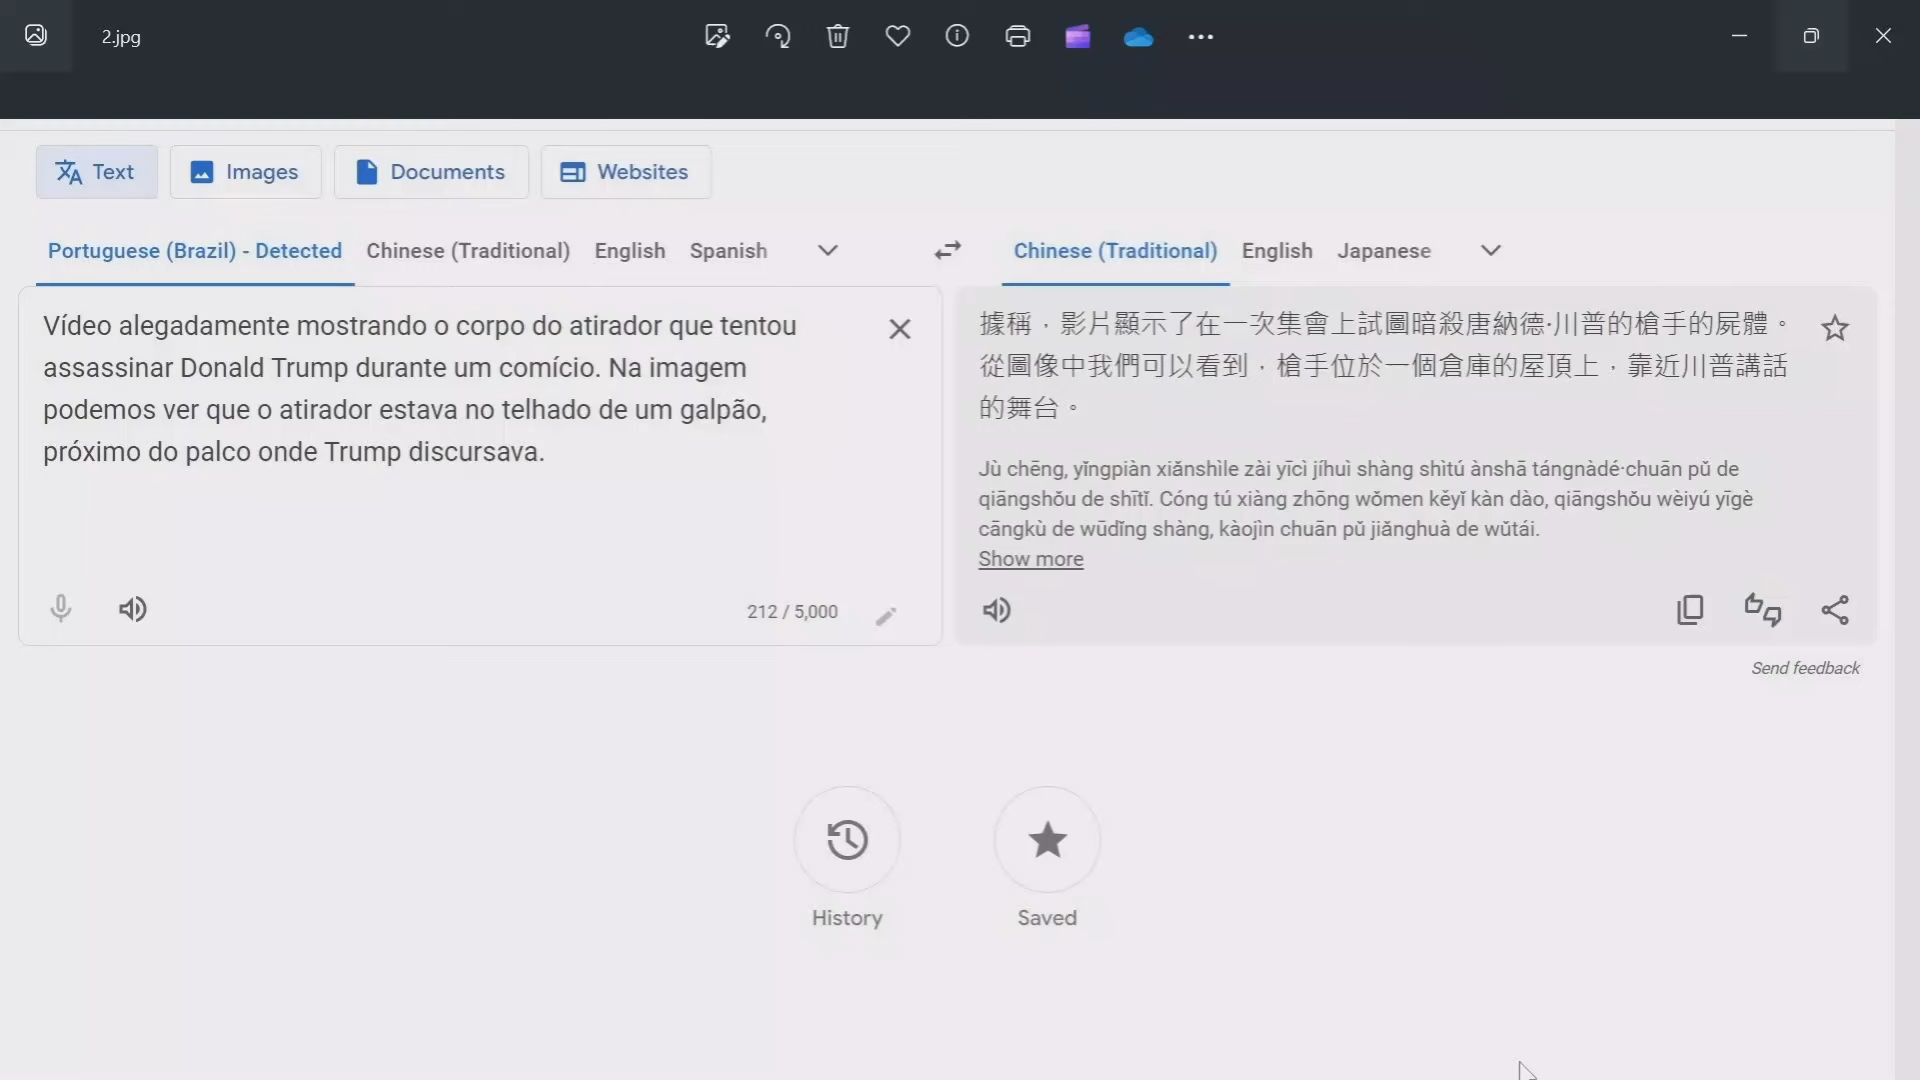 2.jpg
Text Images Documents Websites
Portuguese (Brazil) - Detected Chinese (Traditional) English Spanish
Chinese (Traditional) English Japanese
Vídeo alegadamente mostrando o corpo do atirador que tentou
assassinar Donald Trump durante um comício. Na imagem
podemos ver que o atirador estava no telhado de um galpão,
próximo do palco onde Trump discursava.
212 / 5,000
據稱，影片顯示了在一次集會上試圖暗殺唐納德·川普的槍手的屍體。
從圖像中我們可以看到，槍手位於一個倉庫的屋頂上，靠近川普講話
的舞台。
Jù chēng, yǐngpiàn xiǎnshìle zài yīcì jíhuì shàng shìtú ànshā tángnàdé·chuān pǔ de
qiāngshǒu de shītǐ. Cóng tú xiàng zhōng wǒmen kěyǐ kàn dào, qiāngshǒu wèiyú yīgè
cāngkù de wūdǐng shàng, kàojìn chuān pǔ jiǎnghuà de wǔtái.
Show more
Send feedback
History Saved